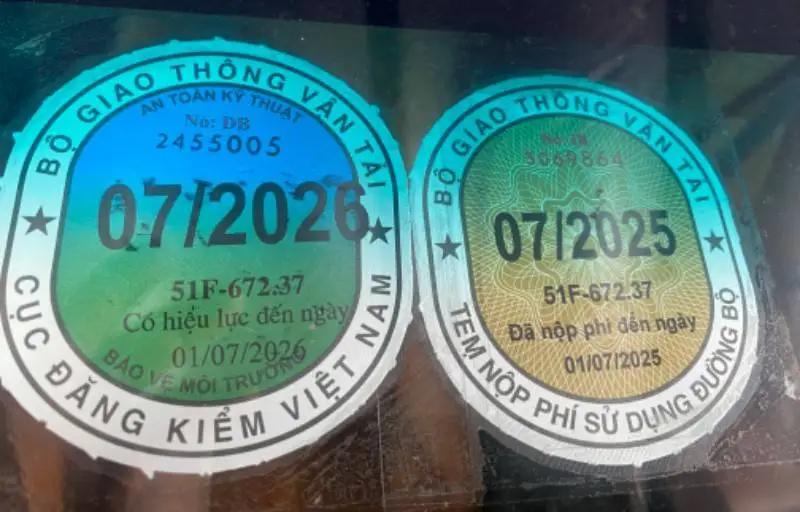 BỘ GIAO THÔNG VẬN TẢI
AN TOÀN KỸ THUẬT
No: DB
2455005
07/2026
51F-672.37
Có hiệu lực đến ngày
01/07/2026
BẢO VỆ MÔI TRƯỜNG
CỤC ĐĂNG KIỂM VIỆT NAM
BỘ GIAO THÔNG VẬN TẢI
3069864
07/2025
51F-672.37
Đã nộp phí đến ngày
01/07/2025
TEM NỘP PHÍ SỬ DỤNG ĐƯỜNG BỘ